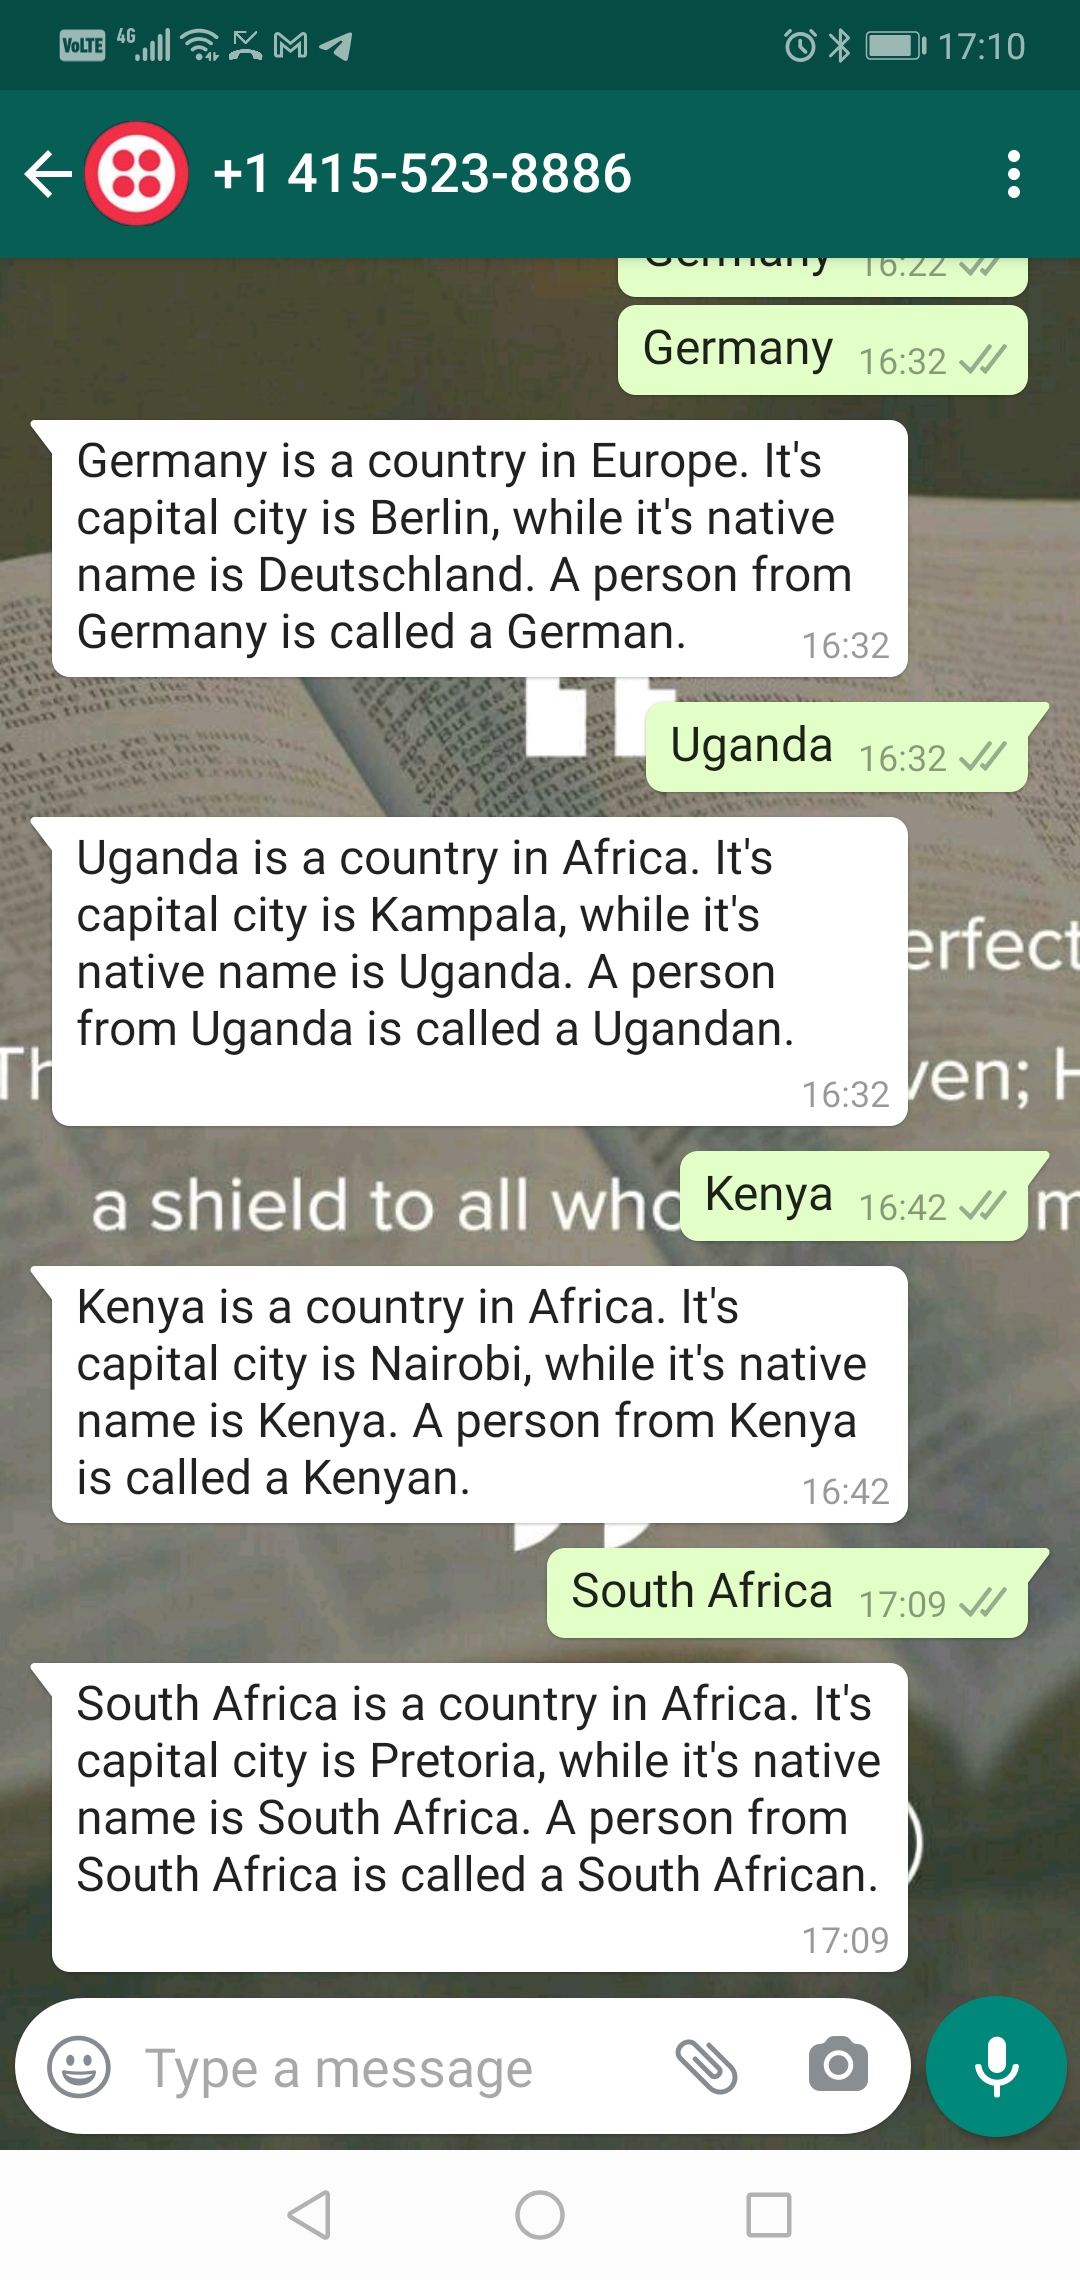 VoLTE 4G 17:10
+1 415-523-8886
Germany 16:22
Germany 16:32
Germany is a country in Europe. It's
capital city is Berlin, while it's native
name is Deutschland. A person from
Germany is called a German.
16:32
Uganda 16:32
Uganda is a country in Africa. It's
capital city is Kampala, while it's
native name is Uganda. A person
from Uganda is called a Ugandan.
16:32
a shield to all who
Kenya 16:42
Kenya is a country in Africa. It's
capital city is Nairobi, while it's native
name is Kenya. A person from Kenya
is called a Kenyan.
16:42
South Africa 17:09
South Africa is a country in Africa. It's
capital city is Pretoria, while it's native
name is South Africa. A person from
South Africa is called a South African.
17:09
Type a message